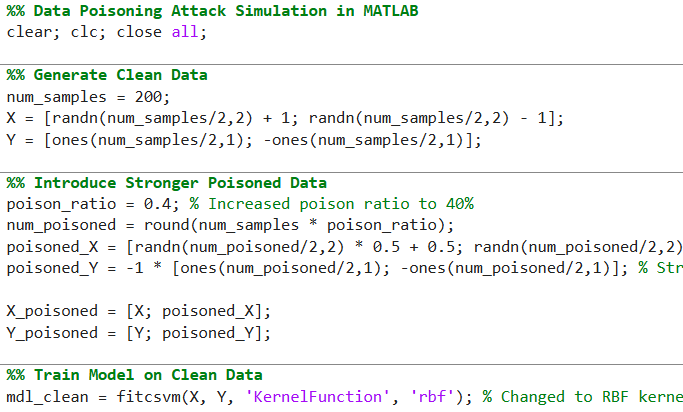 %% Data Poisoning Attack Simulation in MATLAB
clear; clc; close all;
%% Generate Clean Data
num_samples = 200;
X = [randn(num_samples/2,2) + 1; randn(num_samples/2,2) - 1];
Y = [ones(num_samples/2,1); -ones(num_samples/2,1)];
%% Introduce Stronger Poisoned Data
poison_ratio = 0.4; % Increased poison ratio to 40%
num_poisoned = round(num_samples * poison_ratio);
poisoned_X = [randn(num_poisoned/2,2) * 0.5 + 0.5; randn(num_poisoned/2,2)
poisoned_Y = -1 * [ones(num_poisoned/2,1); -ones(num_poisoned/2,1)]; % Str
X_poisoned = [X; poisoned_X];
Y_poisoned = [Y; poisoned_Y];
%% Train Model on Clean Data
mdl_clean = fitcsvm(X, Y, 'KernelFunction', 'rbf'); % Changed to RBF kerne